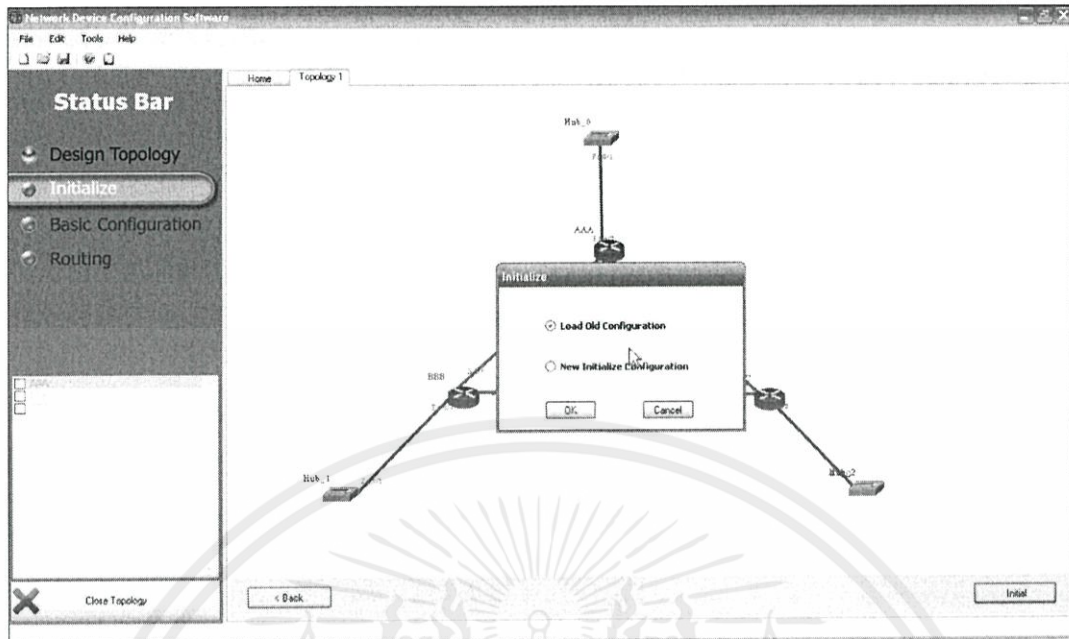 Network Device Configuration Software
File Edit Tools Help
Home Topology 1
Status Bar
Design Topology
Initialize
Basic Configuration
Routing
Hub_0
AAA
Initialize
Load Old Configuration
New Initialize Configuration
OK
Cancel
BBB
Hub_1
AAA
Close Topology
< Back
Initial